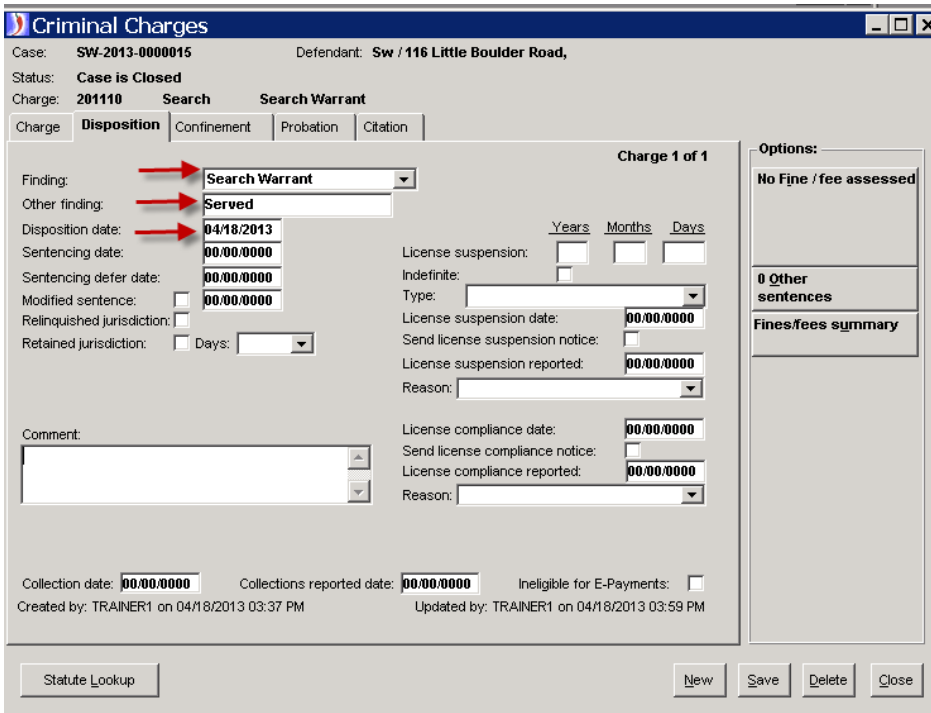 Criminal Charges
Case: SW-2013-0000015 Defendant: Sw / 116 Little Boulder Road,
Status: Case is Closed
Charge: 201110 Search Search Warrant
Charge Disposition Confinement Probation Citation
Charge 1 of 1
Finding: Search Warrant
Other finding: Served
Disposition date: 04/18/2013
Sentencing date: 00/00/0000
Sentencing defer date: 00/00/0000
Modified sentence: 00/00/0000
Relinquished jurisdiction:
Retained jurisdiction: Days:
Years Months Days
License suspension:
Indefinite:
Type:
License suspension date: 00/00/0000
Send license suspension notice:
License suspension reported: 00/00/0000
Reason:
Comment:
License compliance date: 00/00/0000
Send license compliance notice:
License compliance reported: 00/00/0000
Reason:
Collection date: 00/00/0000 Collections reported date: 00/00/0000 Ineligible for E-Payments:
Created by: TRAINER1 on 04/18/2013 03:37 PM Updated by: TRAINER1 on 04/18/2013 03:59 PM
Options:
No Fine / fee assessed
0 Other
sentences
Fines/fees summary
Statute Lookup New Save Delete Close